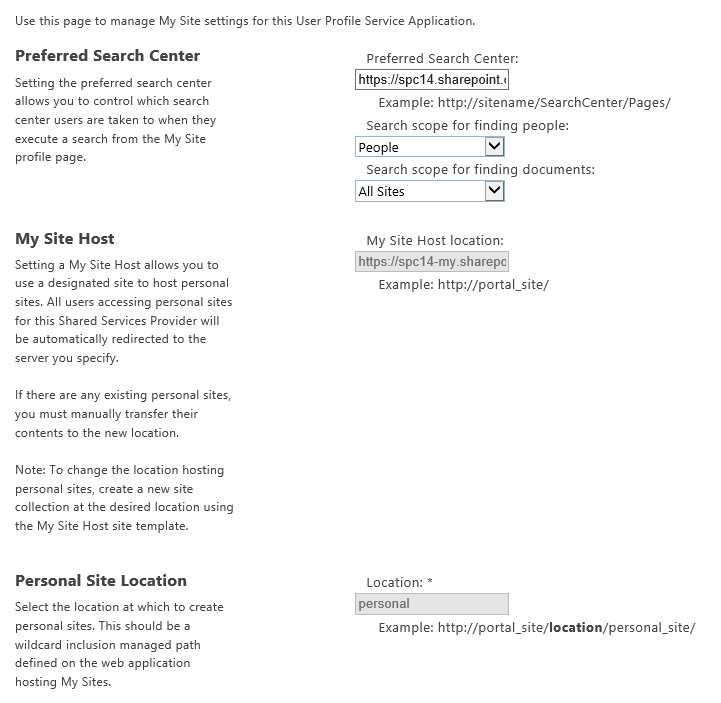 Use this page to manage My Site settings for this User Profile Service Application.
Preferred Search Center
Setting the preferred search center
allows you to control which search
center users are taken to when they
execute a search from the My Site
profile page.
Preferred Search Center:
https://spc14.sharepoint.
Example: http://sitename/SearchCenter/Pages/
Search scope for finding people:
People
Search scope for finding documents:
All Sites
My Site Host
Setting a My Site Host allows you to
use a designated site to host personal
sites. All users accessing personal sites
for this Shared Services Provider will
be automatically redirected to the
server you specify.
If there are any existing personal sites,
you must manually transfer their
contents to the new location.
Note: To change the location hosting
personal sites, create a new site
collection at the desired location using
the My Site Host site template.
My Site Host location:
https://spc14-my.sharepo
Example: http://portal_site/
Personal Site Location
Select the location at which to create
personal sites. This should be a
wildcard inclusion managed path
defined on the web application
hosting My Sites.
Location: *
personal
Example: http://portal_site/location/personal_site/